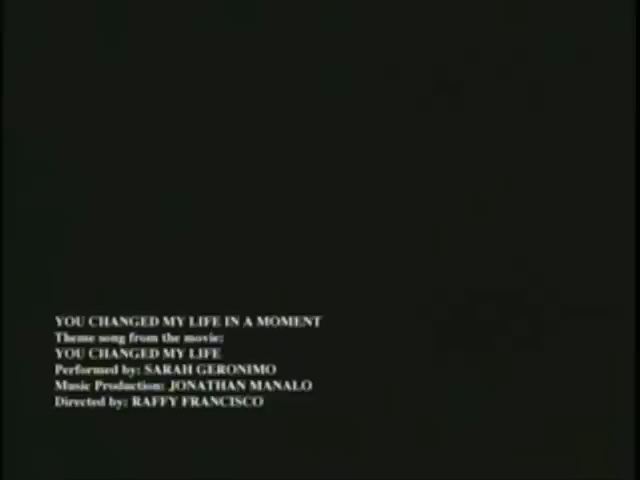 YOU CHANGED MY LIFE IN A MOMENT
Theme song from the movie:
YOU CHANGED MY LIFE
Performed by: SARAH GERONIMO
Music Production: JONATHAN MANALO
Directed by: RAFFY FRANCISCO